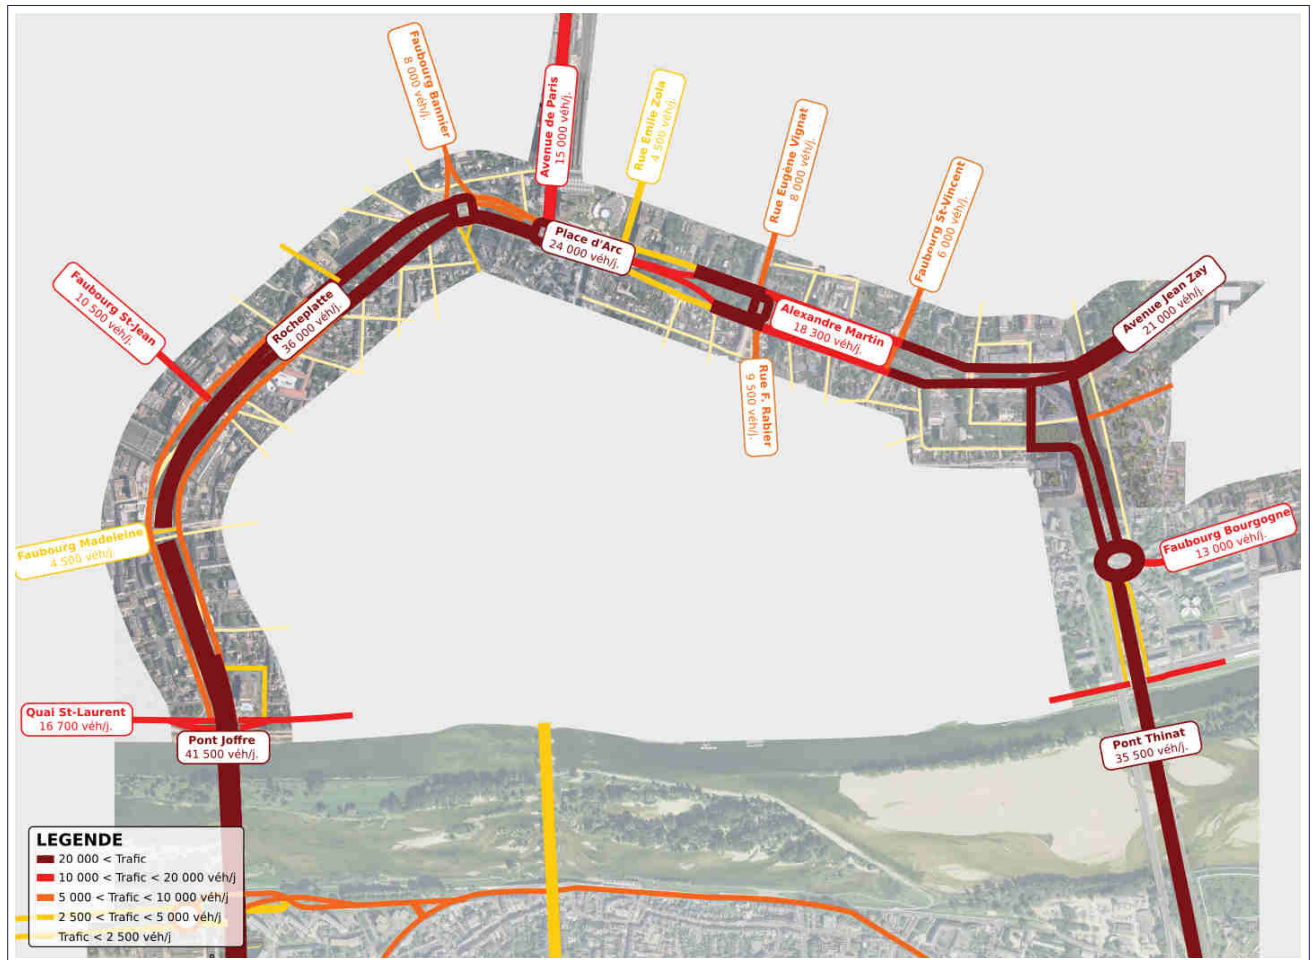 Faubourg Bannier
8 000 véh/j.
Avenue de Paris
15 000 véh/j.
Rue Emile Zola
4 500 véh/j.
Rue Eugène Vignat
8 000 véh/j.
Faubourg St-Vincent
6 000 véh/j.
Place d'Arc
24 000 véh/j.
Avenue Jean Zay
21 000 véh/j.
Faubourg St-Jean
10 500 véh/j.
Rocheplatte
36 000 véh/j.
Alexandre Martin
18 300 véh/j.
Rue F. Rabier
9 500 véh/j.
Faubourg Madeleine
4 500 véh/j.
Faubourg Bourgogne
13 000 véh/j.
Quai St-Laurent
16 700 véh/j.
Pont Joffre
41 500 véh/j.
Pont Thinat
35 500 véh/j.
LEGENDE
20 000 < Trafic
10 000 < Trafic < 20 000 véh/j
5 000 < Trafic < 10 000 véh/j
2 500 < Trafic < 5 000 véh/j
Trafic < 2 500 véh/j